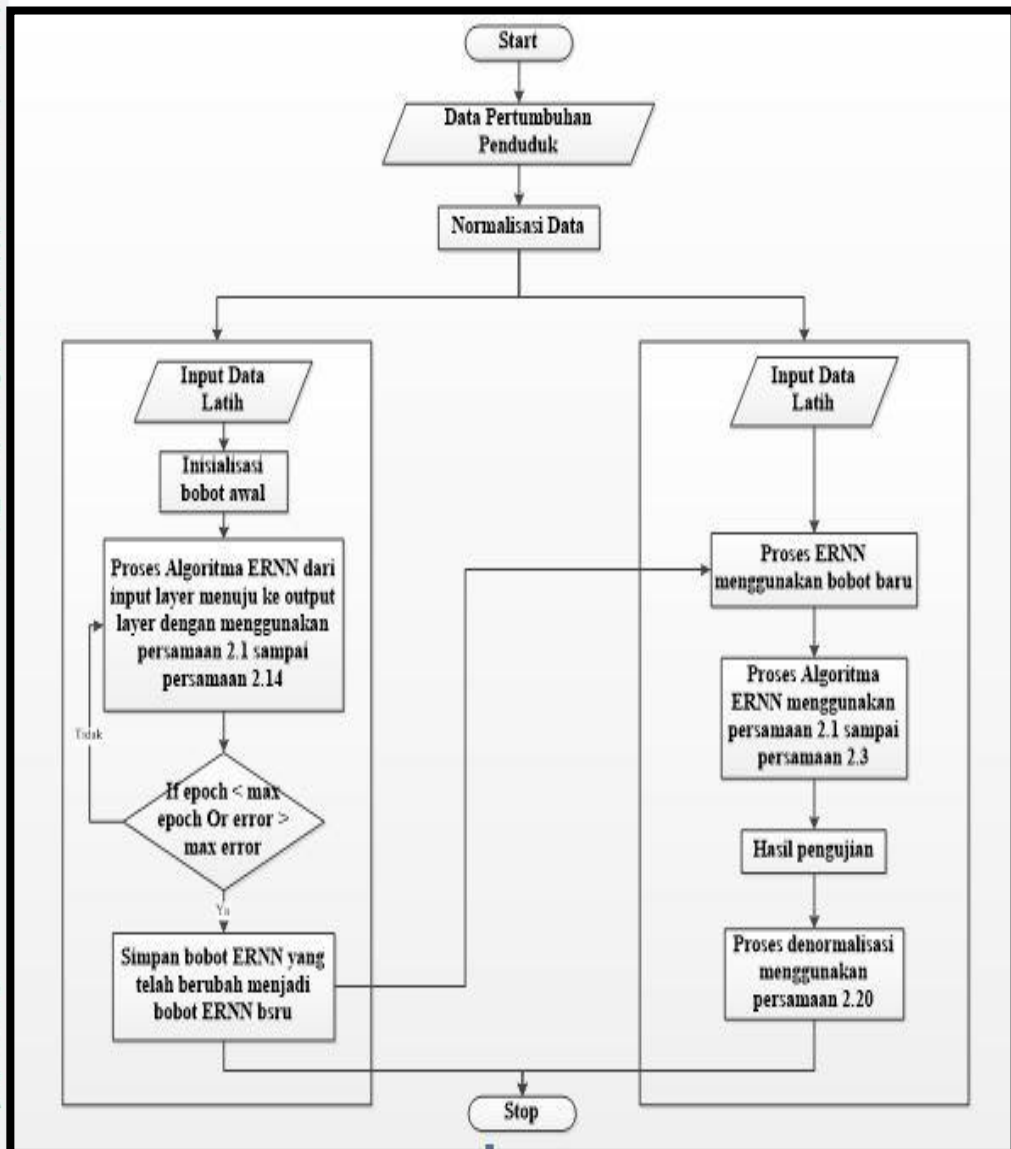 Start
Data Pertumbuhan
Penduduk
Normalisasi Data
Input Data
Latih
Inisialisasi
bobot awal
Proses Algoritma ERNN dari
input layer menuju ke output
layer dengan menggunakan
persamaan 2.1 sampai
persamaan 2.14
Tidak
If epoch < max
epoch Or error >
max error
Ya
Simpan bobot ERNN yang
telah berubah menjadi
bobot ERNN bsru
Input Data
Latih
Proses ERNN
menggunakan bobot baru
Proses Algoritma
ERNN menggunakan
persamaan 2.1 sampai
persamaan 2.3
Hasil pengujian
Proses denormalisasi
menggunakan
persamaan 2.20
Stop